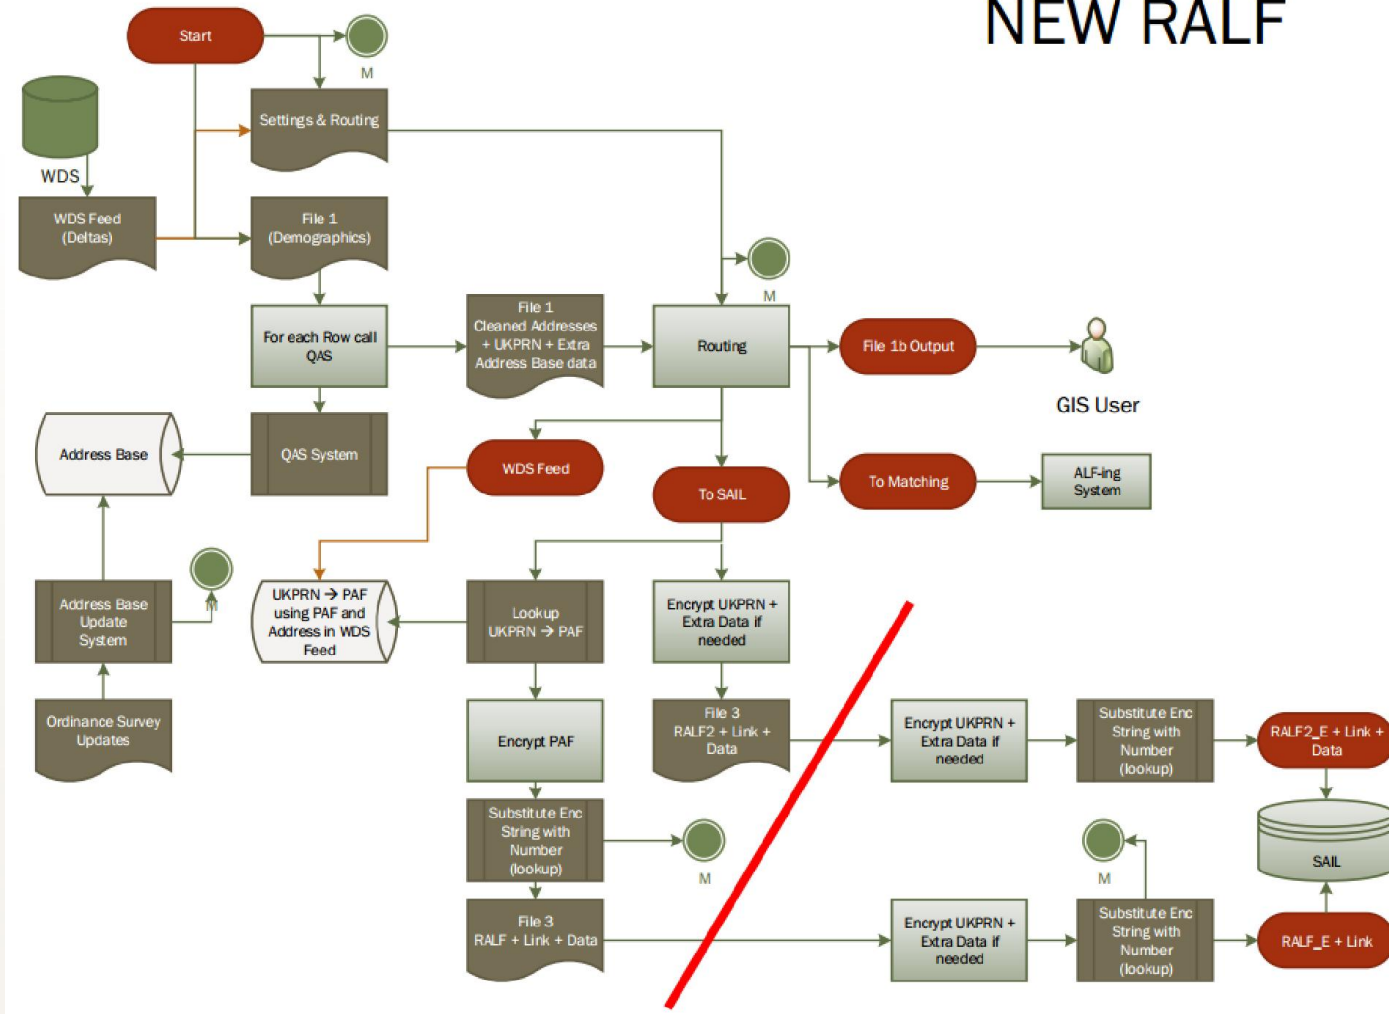 NEW RALF
Start
M
Settings & Routing
WDS
WDS Feed
(Deltas)
File 1
(Demographics)
M
For each Row call
QAS
File 1
Cleaned Addresses
+ UKPRN + Extra
Address Base data
Routing
File 1b Output
GIS User
Address Base
QAS System
WDS Feed
To SAIL
To Matching
ALF-ing
System
Address Base
Update
System
M
UKPRN → PAF
using PAF and
Address in WDS
Feed
Lookup
UKPRN → PAF
Encrypt UKPRN +
Extra Data if
needed
Ordinance Survey
Updates
Encrypt PAF
File 3
RALF2 + Link +
Data
Encrypt UKPRN +
Extra Data if
needed
Substitute Enc
String with
Number
(lookup)
RALF2_E + Link +
Data
Substitute Enc
String with
Number
(lookup)
M
M
SAIL
File 3
RALF + Link + Data
Encrypt UKPRN +
Extra Data if
needed
Substitute Enc
String with
Number
(lookup)
RALF_E + Link